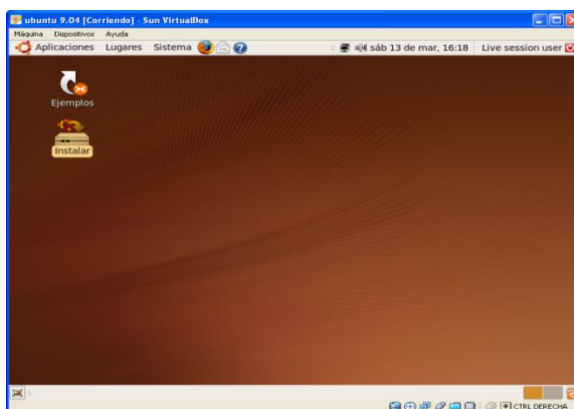 ubuntu 9.04 [Corriendo] - Sun VirtualBox
Máquina Dispositivos Ayuda
Aplicaciones Lugares Sistema sáb 13 de mar, 16:18 Live session user
Ejemplos
Instalar
CTRL DERECHA